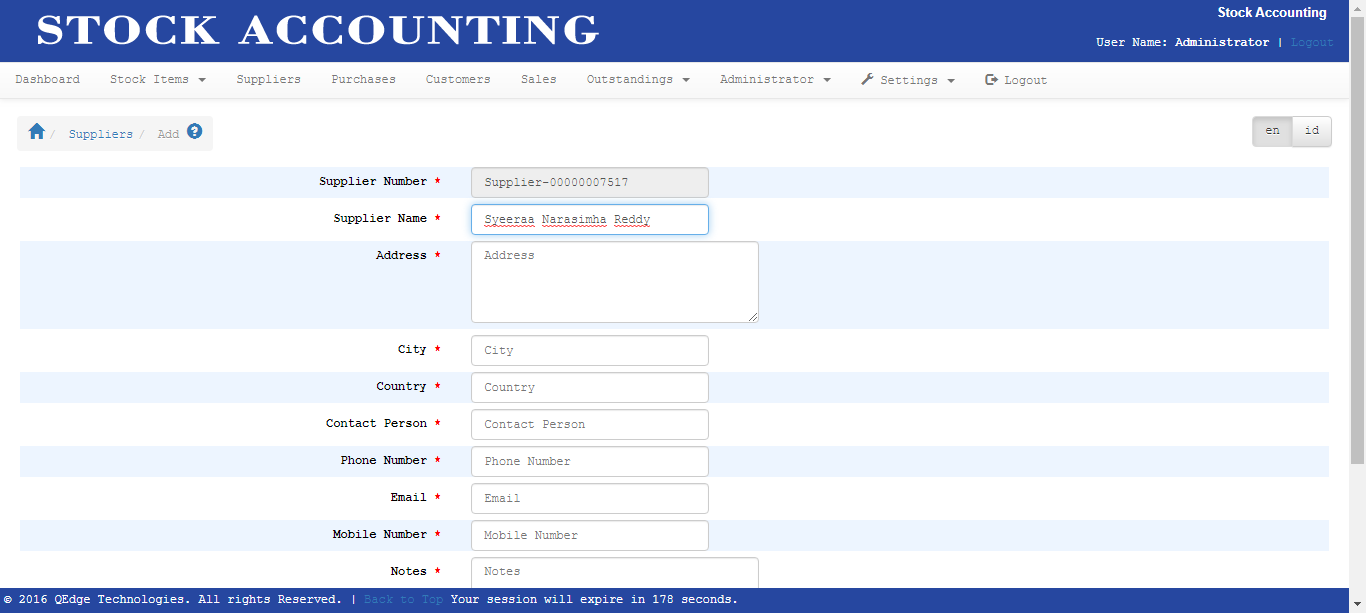 STOCK ACCOUNTING
Stock Accounting
User Name: Administrator | Logout
Dashboard Stock Items Suppliers Purchases Customers Sales Outstandings Administrator Settings Logout
/ Suppliers / Add ?
en id
Supplier Number * Supplier-00000007517
Supplier Name * Syeeraa Narasimha Reddy
Address * Address
City * City
Country * Country
Contact Person * Contact Person
Phone Number * Phone Number
Email * Email
Mobile Number * Mobile Number
Notes * Notes
© 2016 QEdge Technologies. All rights Reserved. | Back to Top Your session will expire in 178 seconds.